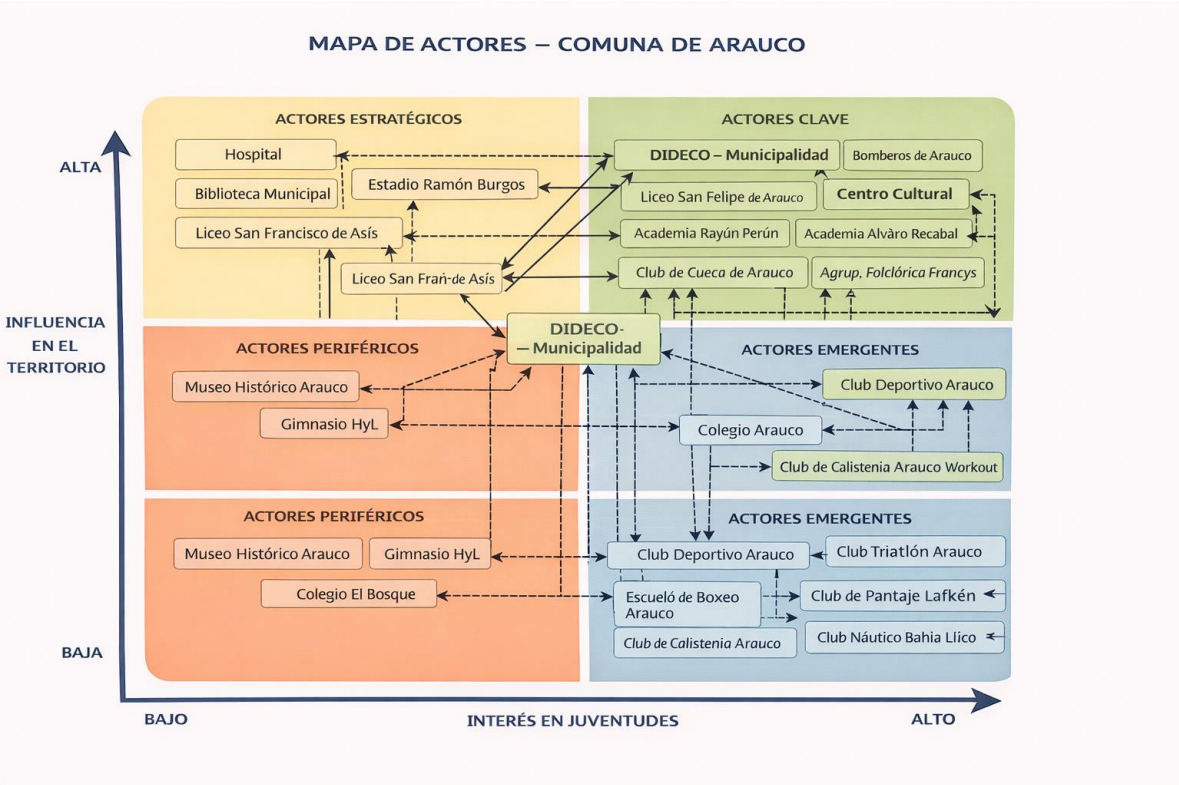 MAPA DE ACTORES – COMUNA DE ARAUCO
ALTA
INFLUENCIA
EN EL
TERRITORIO
BAJA
ACTORES ESTRATÉGICOS
Hospital
Biblioteca Municipal
Estadio Ramón Burgos
Liceo San Francisco de Asís
Liceo San Fran-de Asís
ACTORES CLAVE
DIDECO – Municipalidad
Bomberos de Arauco
Liceo San Felipe de Arauco
Centro Cultural
Academia Rayún Perún
Academia Alvàro Recabal
Club de Cueca de Arauco
Agrup, Folclórica Francys
DIDECO-
— Municipalidad
ACTORES PERIFÉRICOS
Museo Histórico Arauco
Gimnasio HyL
ACTORES EMERGENTES
Club Deportivo Arauco
Colegio Arauco
Club de Calistenia Arauco Workout
ACTORES PERIFÉRICOS
Museo Histórico Arauco
Gimnasio HyL
Colegio El Bosque
ACTORES EMERGENTES
Club Deportivo Arauco
Club Triatlón Arauco
Escueló de Boxeo
Arauco
Club de Pantaje Lafkén
Club de Calistenia Arauco
Club Náutico Bahia Llico
BAJO
INTERÉS EN JUVENTUDES
ALTO